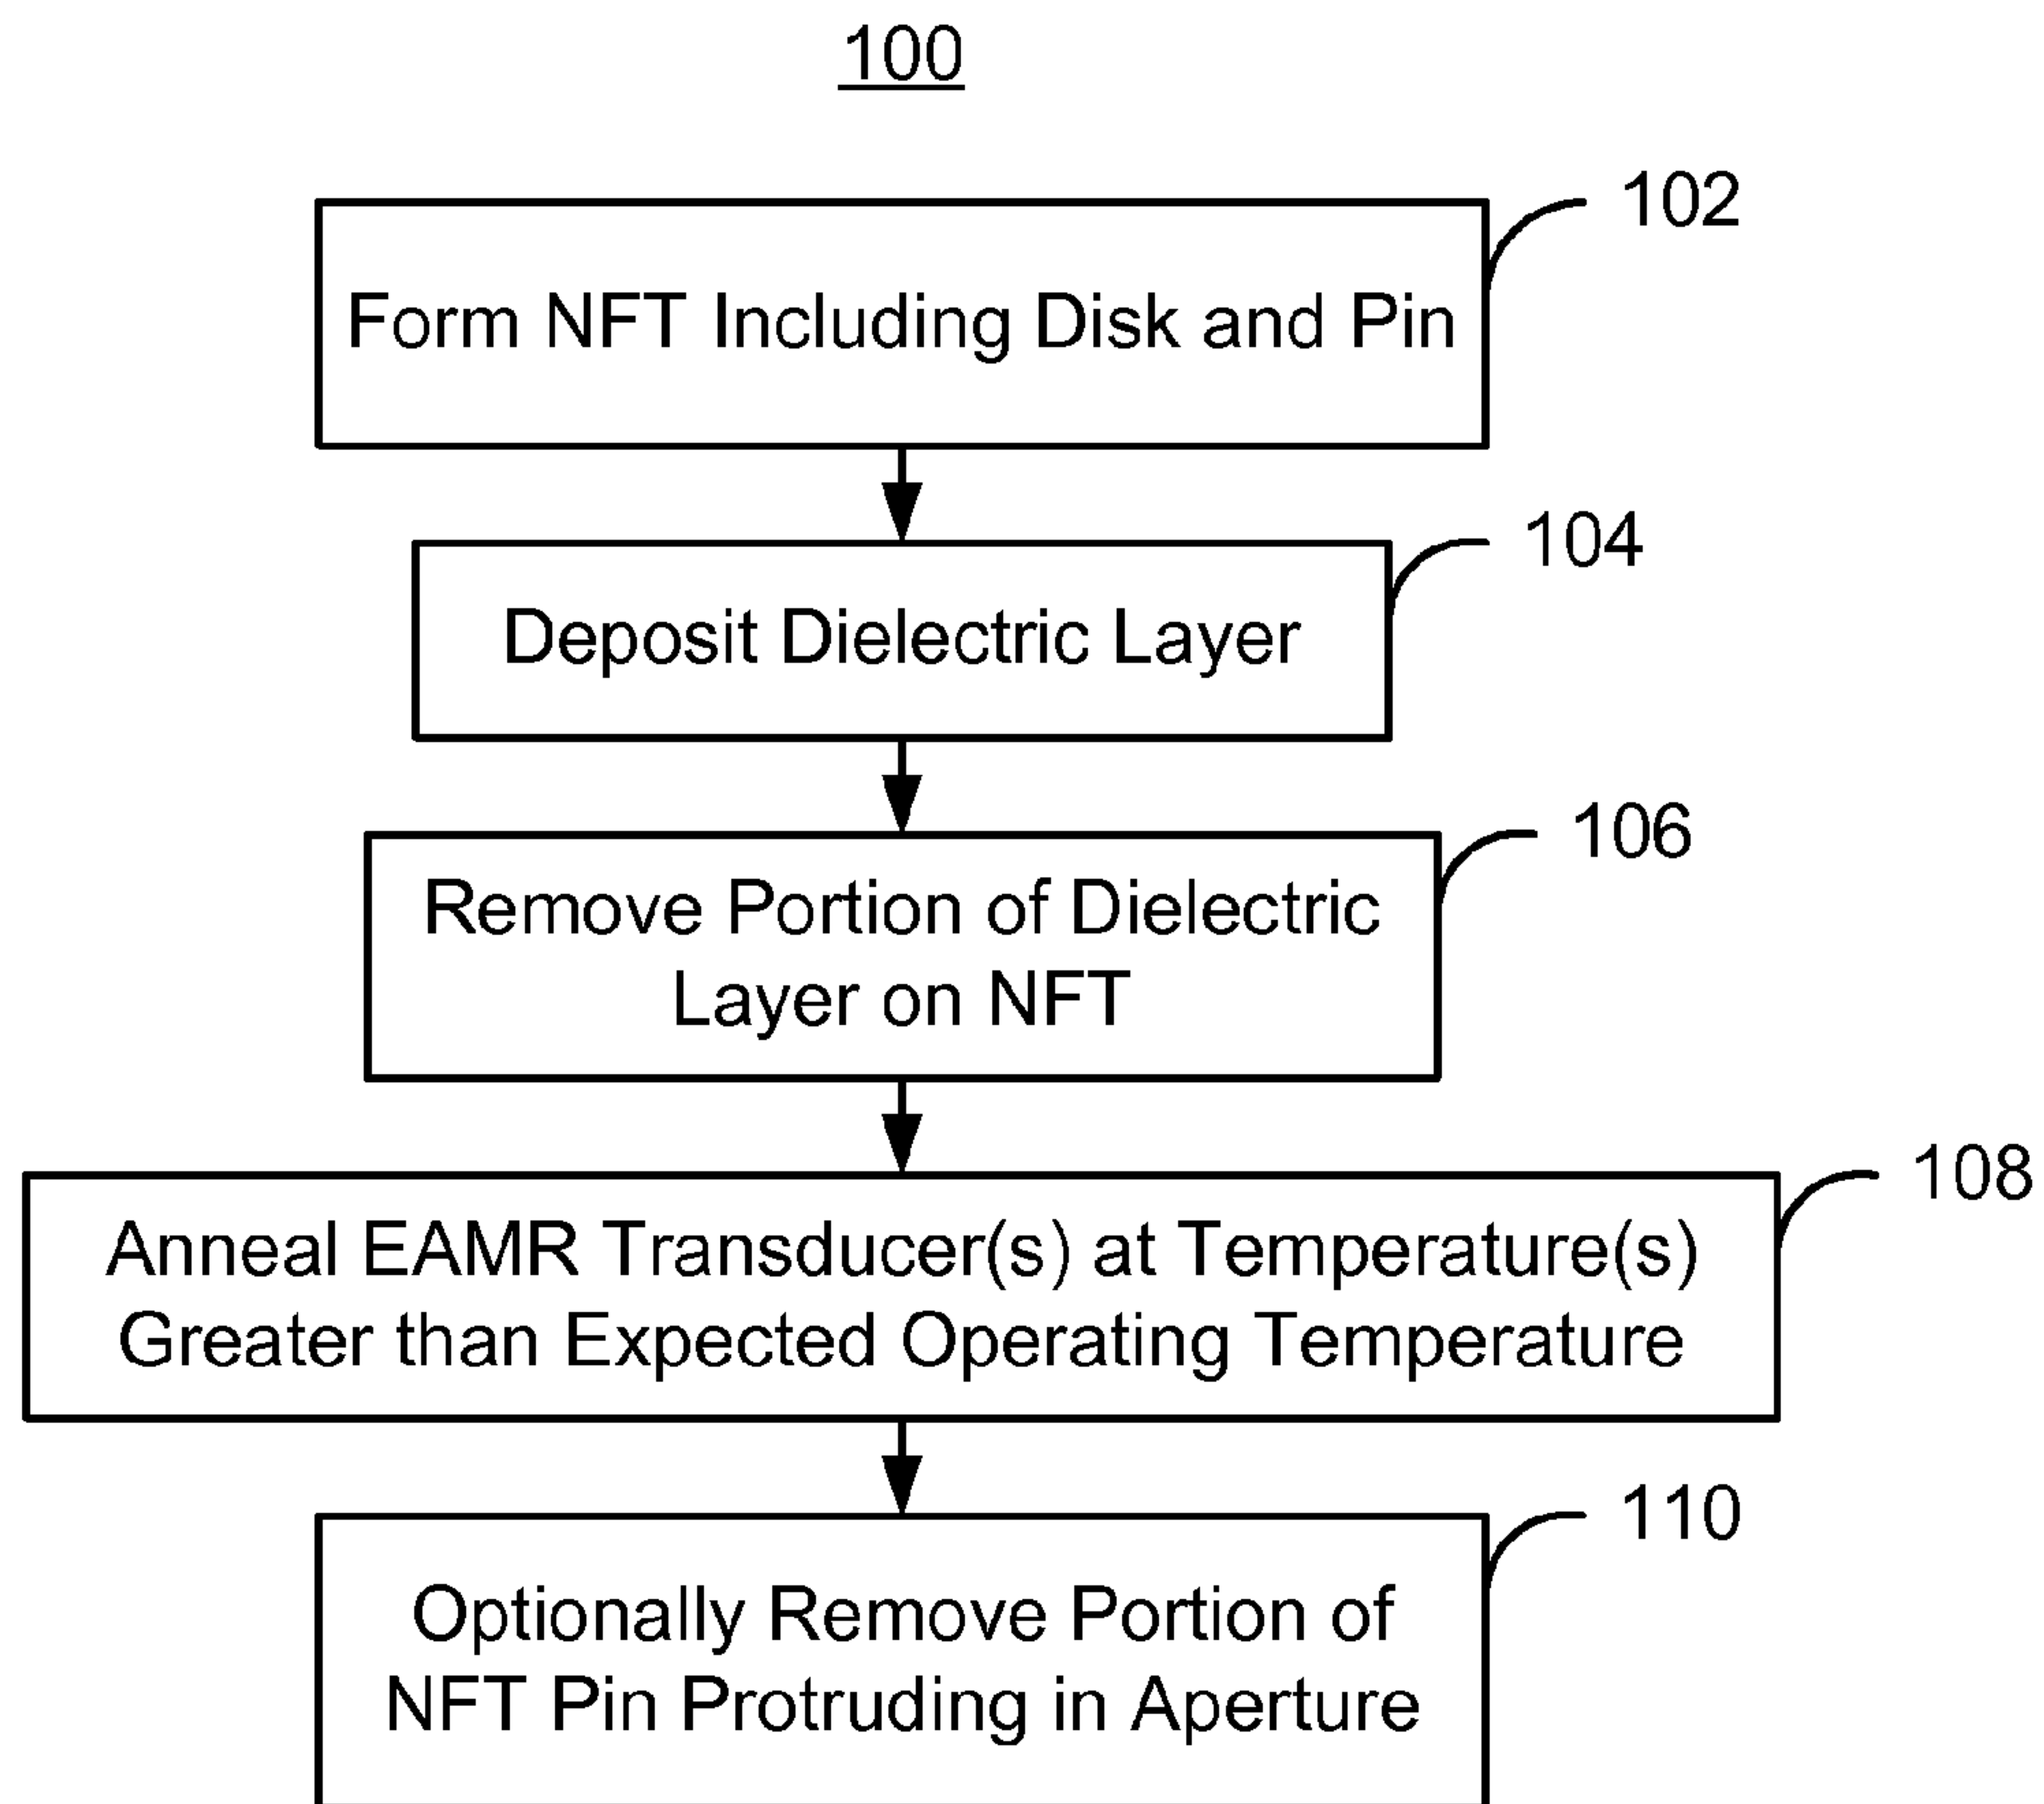 100
102
Form NFT Including Disk and Pin
104
Deposit Dielectric Layer
106
Remove Portion of Dielectric
Layer on NFT
108
Anneal EAMR Transducer(s) at Temperature(s)
Greater than Expected Operating Temperature
110
Optionally Remove Portion of
NFT Pin Protruding in Aperture